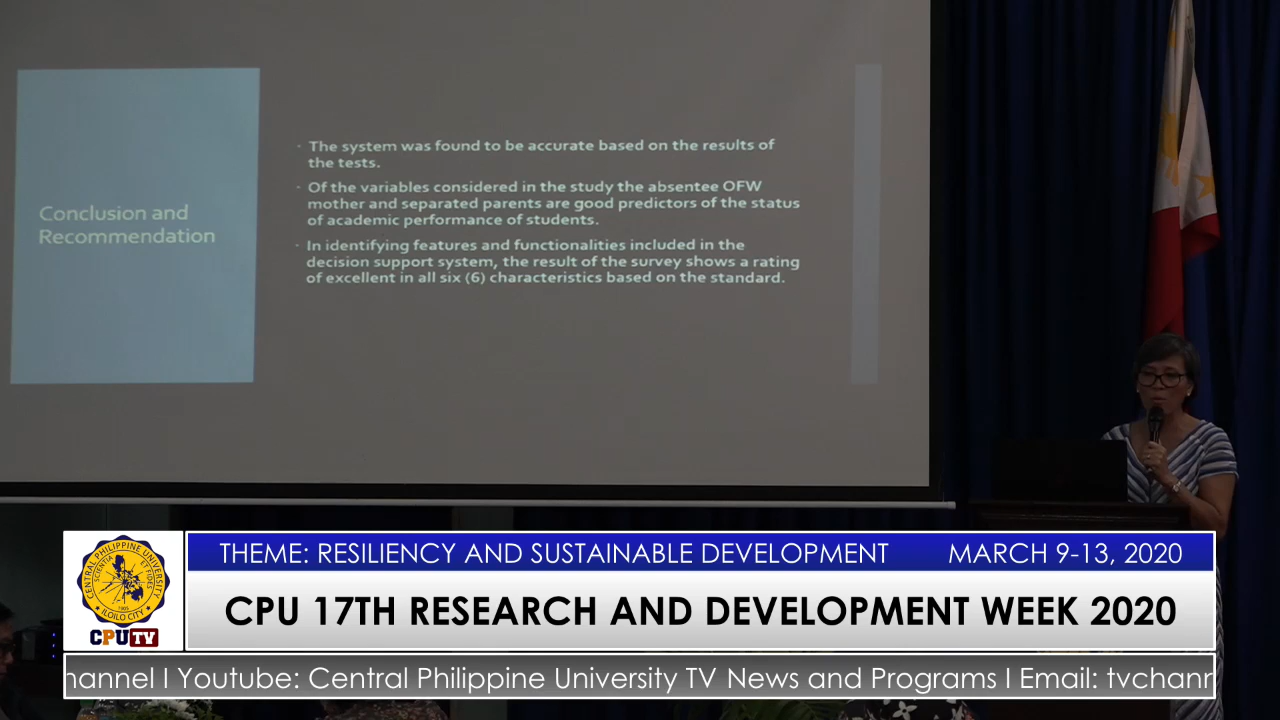 Conclusion and
Recommendation
· The system was found to be accurate based on the results of
the tests.
· Of the variables considered in the study the absentee OFW
mother and separated parents are good predictors of the status
of academic performance of students.
· In identifying features and functionalities included in the
decision support system, the result of the survey shows a rating
of excellent in all six (6) characteristics based on the standard.
CENTRAL PHILIPPINE UNIVERSITY
SCIENTIA ET FIDES
1905
ILOILO CITY
CPUTV
THEME: RESILIENCY AND SUSTAINABLE DEVELOPMENT MARCH 9-13, 2020
CPU 17TH RESEARCH AND DEVELOPMENT WEEK 2020
hannel I Youtube: Central Philippine University TV News and Programs I Email: tvchanr